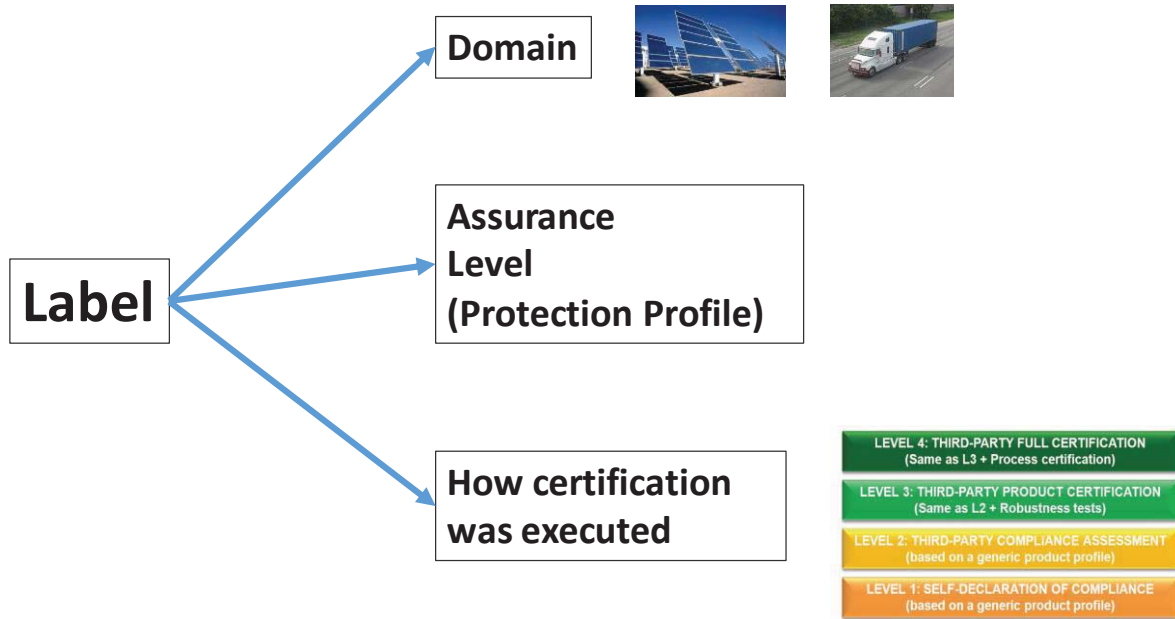 Domain
Label
Assurance
Level
(Protection Profile)
How certification
was executed
LEVEL 4: THIRD-PARTY FULL CERTIFICATION
(Same as L3 + Process certification)
LEVEL 3: THIRD-PARTY PRODUCT CERTIFICATION
(Same as L2 + Robustness tests)
LEVEL 2: THIRD-PARTY COMPLIANCE ASSESSMENT
(based on a generic product profile)
LEVEL 1: SELF-DECLARATION OF COMPLIANCE
(based on a generic product profile)